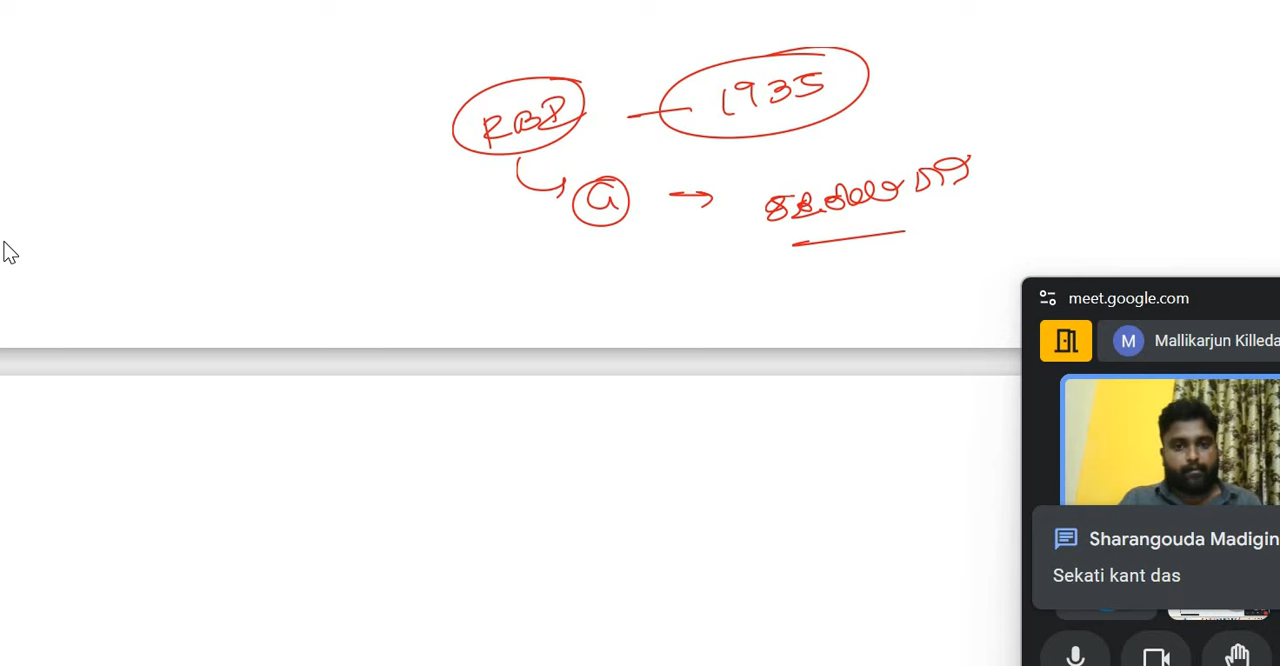 RBI — 1935
G →
meet.google.com
M Mallikarjun Killeda
Sharangouda Madigin
Sekati kant das